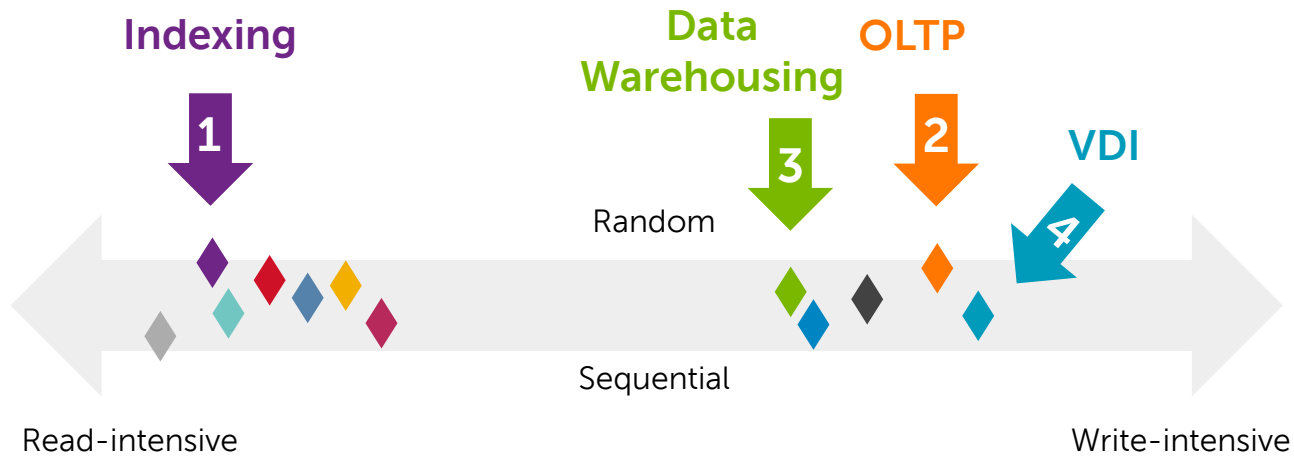 Indexing
Data
Warehousing
OLTP
VDI
1
3
2
4
Random
Sequential
Read-intensive
Write-intensive